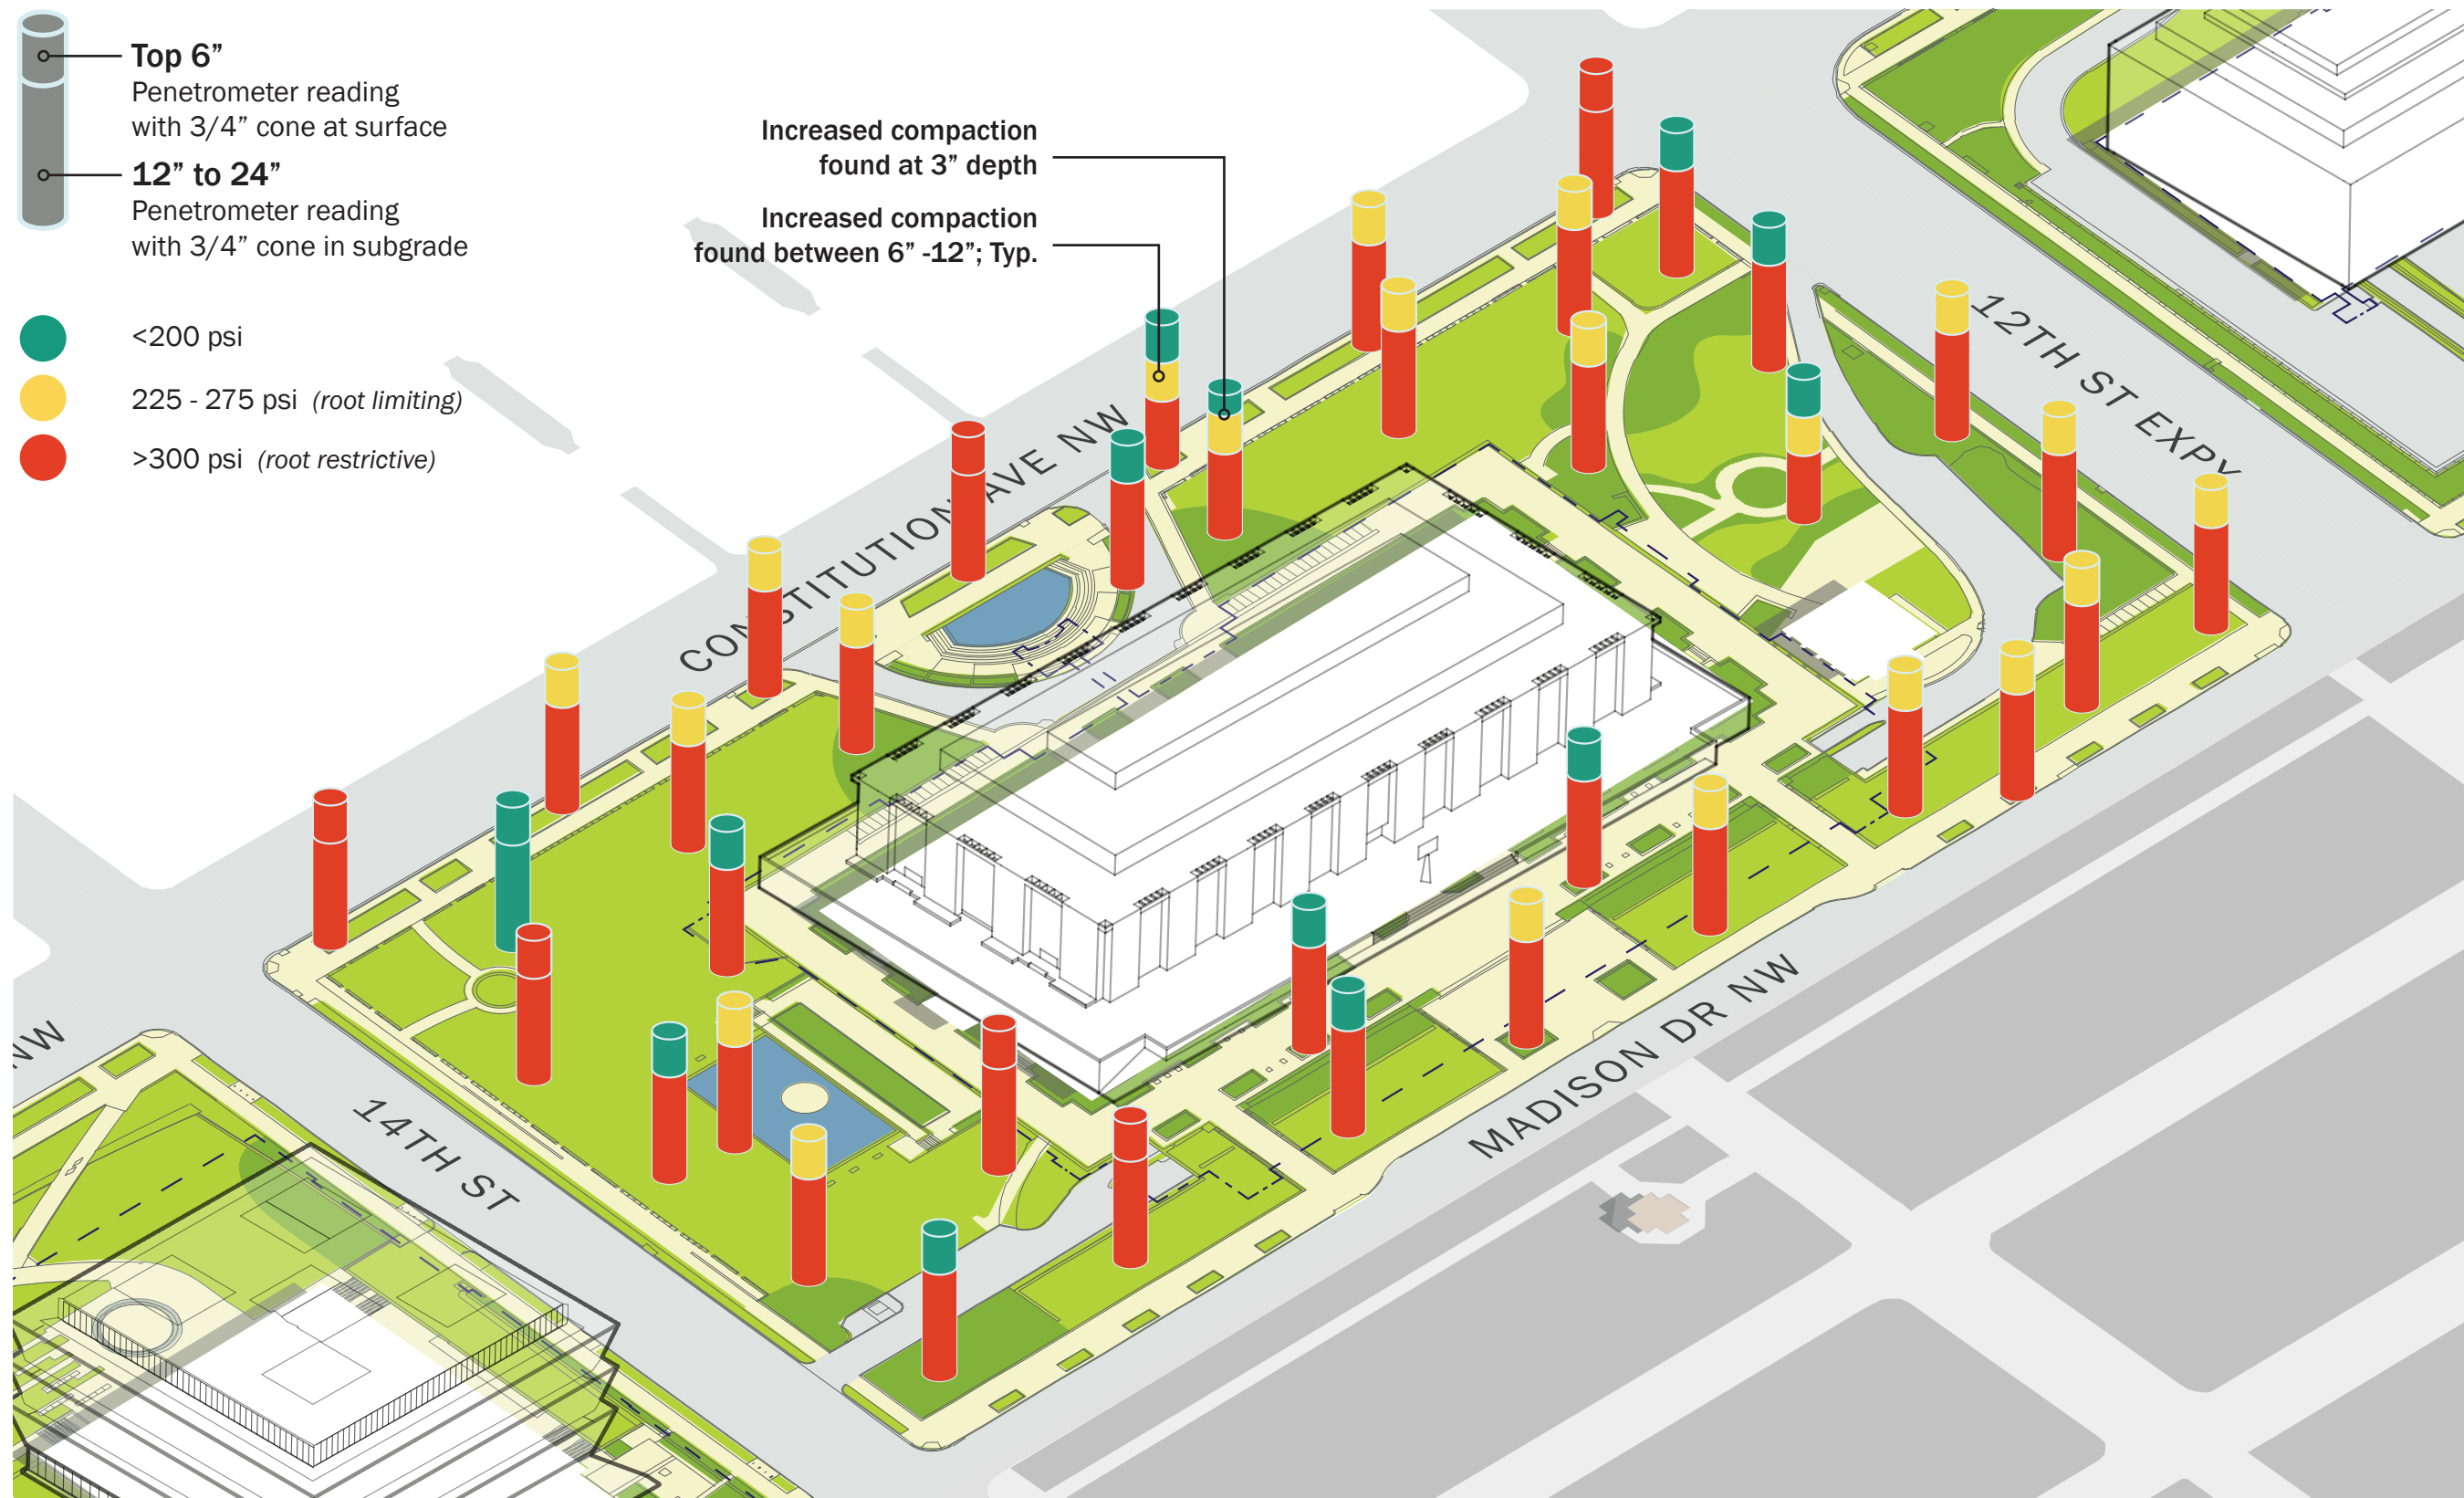 Top 6”
Penetrometer reading
with 3/4” cone at surface
12” to 24”
Penetrometer reading
with 3/4” cone in subgrade
<200 psi
225 - 275 psi (root limiting)
>300 psi (root restrictive)
Increased compaction
found at 3” depth
Increased compaction
found between 6” -12”; Typ.
CONSTITUTION AVE NW
12TH ST EXPY
MADISON DR NW
14TH ST
NW